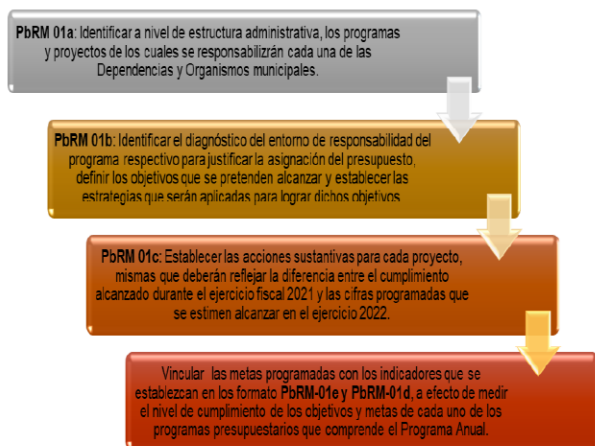 PbRM 01a: Identificar a nivel de estructura administrativa, los programas
y proyectos de los cuales se responsabilizrán cada una de las
Dependencias y Organismos municipales.
PbRM 01b: Identificar el diagnóstico del entorno de responsabilidad del
programa respectivo para justificar la asignación del presupuesto,
definir los objetivos que se pretenden alcanzar y establecer las
estrategias que serán aplicadas para lograr dichos objetivos
PbRM 01c: Establecer las acciones sustantivas para cada proyecto,
mismas que deberán reflejar la diferencia entre el cumplimiento
alcanzado durante el ejercicio fiscal 2021 y las cifras programadas que
se estimen alcanzar en el ejercicio 2022.
Vincular las metas programadas con los indicadores que se
establezcan en los formato PbRM-01e y PbRM-01d, a efecto de medir
el nivel de cumplimiento de los objetivos y metas de cada uno de los
programas presupuestarios que comprende el Programa Anual.